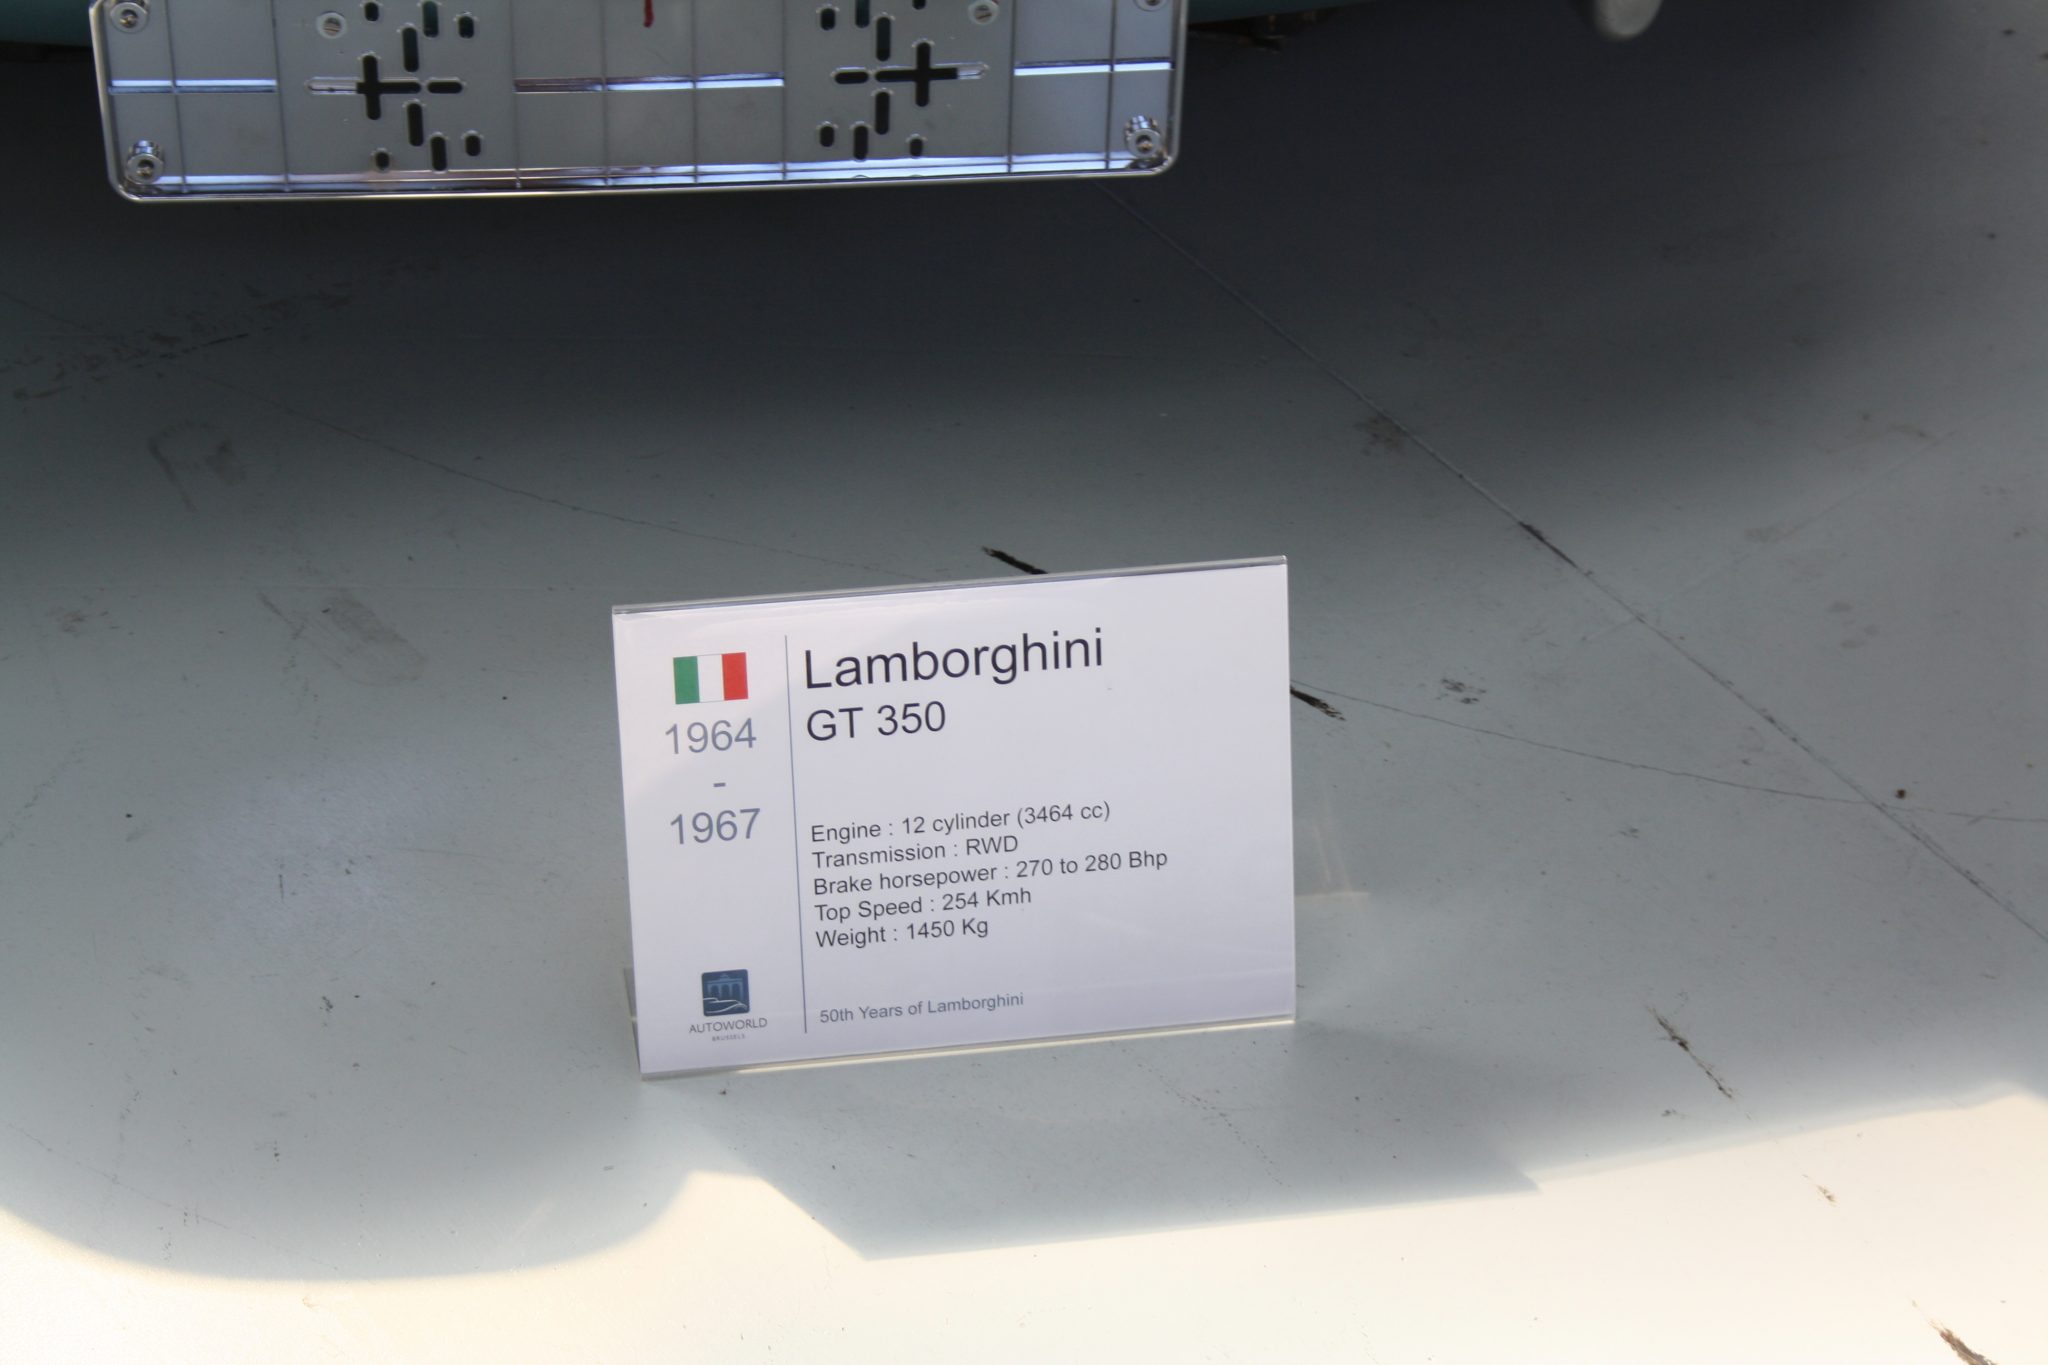 Lamborghini
GT 350
1964
-
1967
Engine : 12 cylinder (3464 cc)
Transmission : RWD
Brake horsepower : 270 to 280 Bhp
Top Speed : 254 Kmh
Weight : 1450 Kg
50th Years of Lamborghini
AUTOWORLD
BRUSSELS